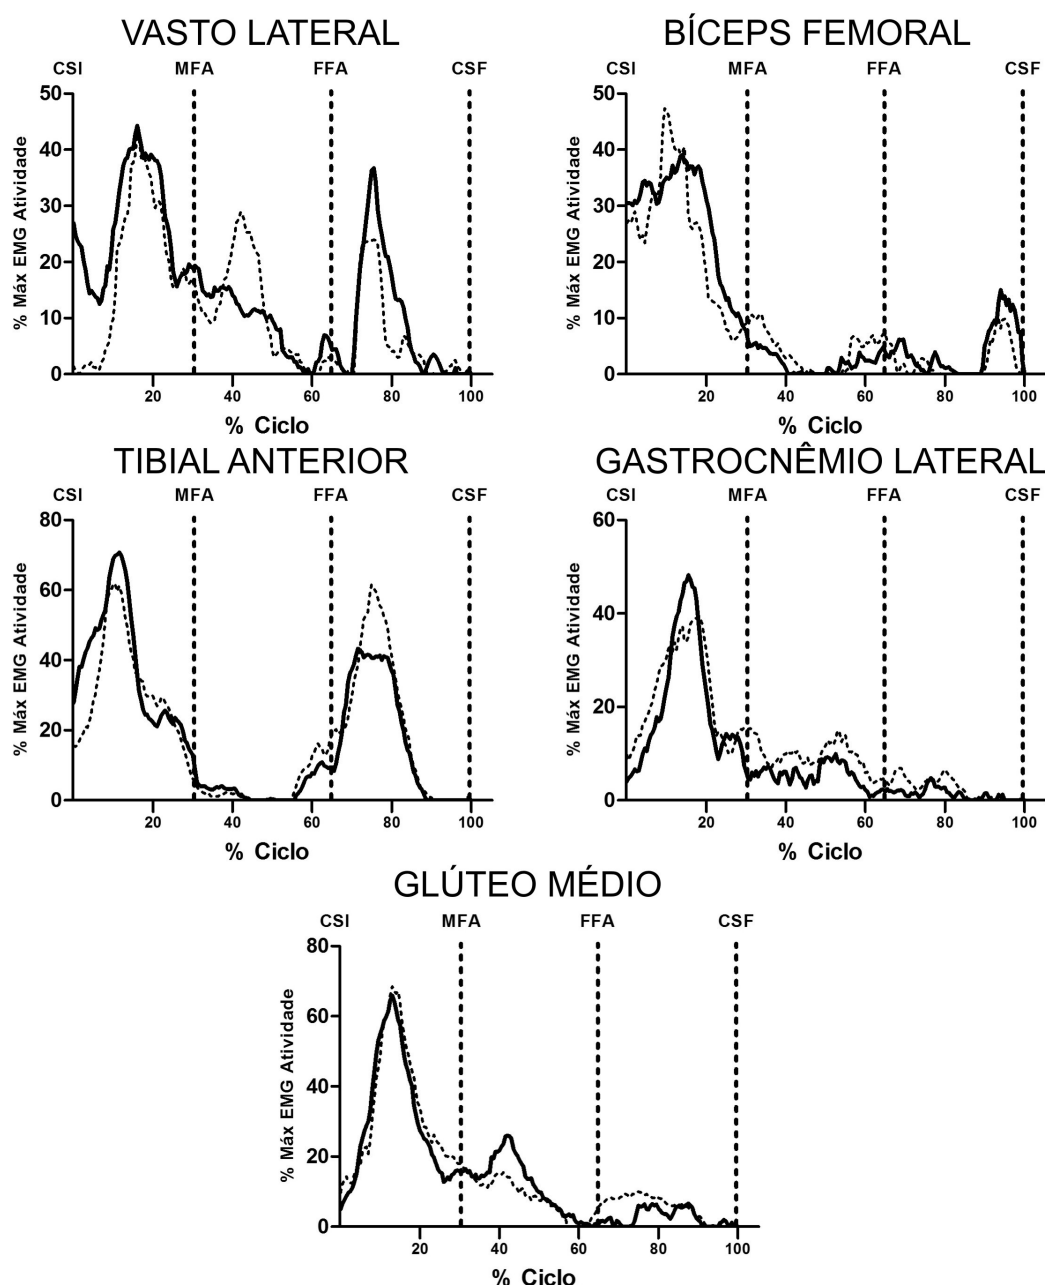 VASTO LATERAL
CSI MFA FFA CSF
% Máx EMG Atividade
50
40
30
20
10
0
20 40 60 80 100
% Ciclo
BÍCEPS FEMORAL
CSI MFA FFA CSF
% Máx EMG Atividade
50
40
30
20
10
0
20 40 60 80 100
% Ciclo
TIBIAL ANTERIOR
CSI MFA FFA CSF
% Máx EMG Atividade
80
60
40
20
0
20 40 60 80 100
% Ciclo
GASTROCNÊMIO LATERAL
CSI MFA FFA CSF
% Máx EMG Atividade
60
40
20
0
20 40 60 80 100
% Ciclo
GLÚTEO MÉDIO
CSI MFA FFA CSF
% Máx EMG Atividade
80
60
40
20
0
20 40 60 80 100
% Ciclo